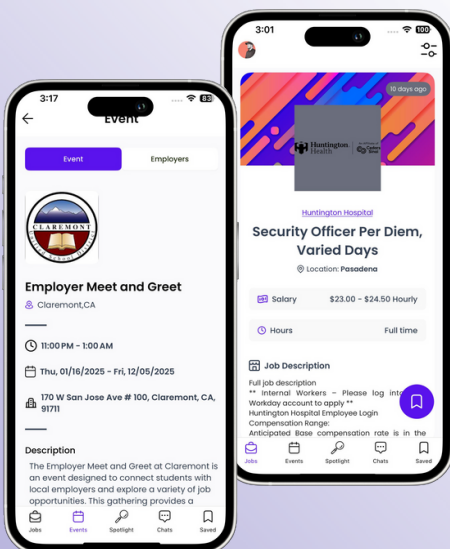 3:17
83
Event
Event
Employers
CLAREMONT
Employer Meet and Greet
Claremont,CA
11:00 PM - 1:00 AM
Thu, 01/16/2025 - Fri, 12/05/2025
170 W San Jose Ave # 100, Claremont, CA,
91711
Description
The Employer Meet and Greet at Claremont is
an event designed to connect students with
local employers and explore a variety of job
opportunities. This gathering provides a
Jobs
Events
Spotlight
Chats
Saved
3:01
100
10 days ago
Huntington
Health
Cedars
Sinai
Huntington Hospital
Security Officer Per Diem,
Varied Days
Location: Pasadena
Salary
$23.00 - $24.50 Hourly
Hours
Full time
Job Description
Full job description
** Internal Workers – Please log into
Workday account to apply **
Huntington Hospital Employee Login
Compensation Range:
Anticipated Base compensation rate is in the
Jobs
Events
Spotlight
Chats
Saved